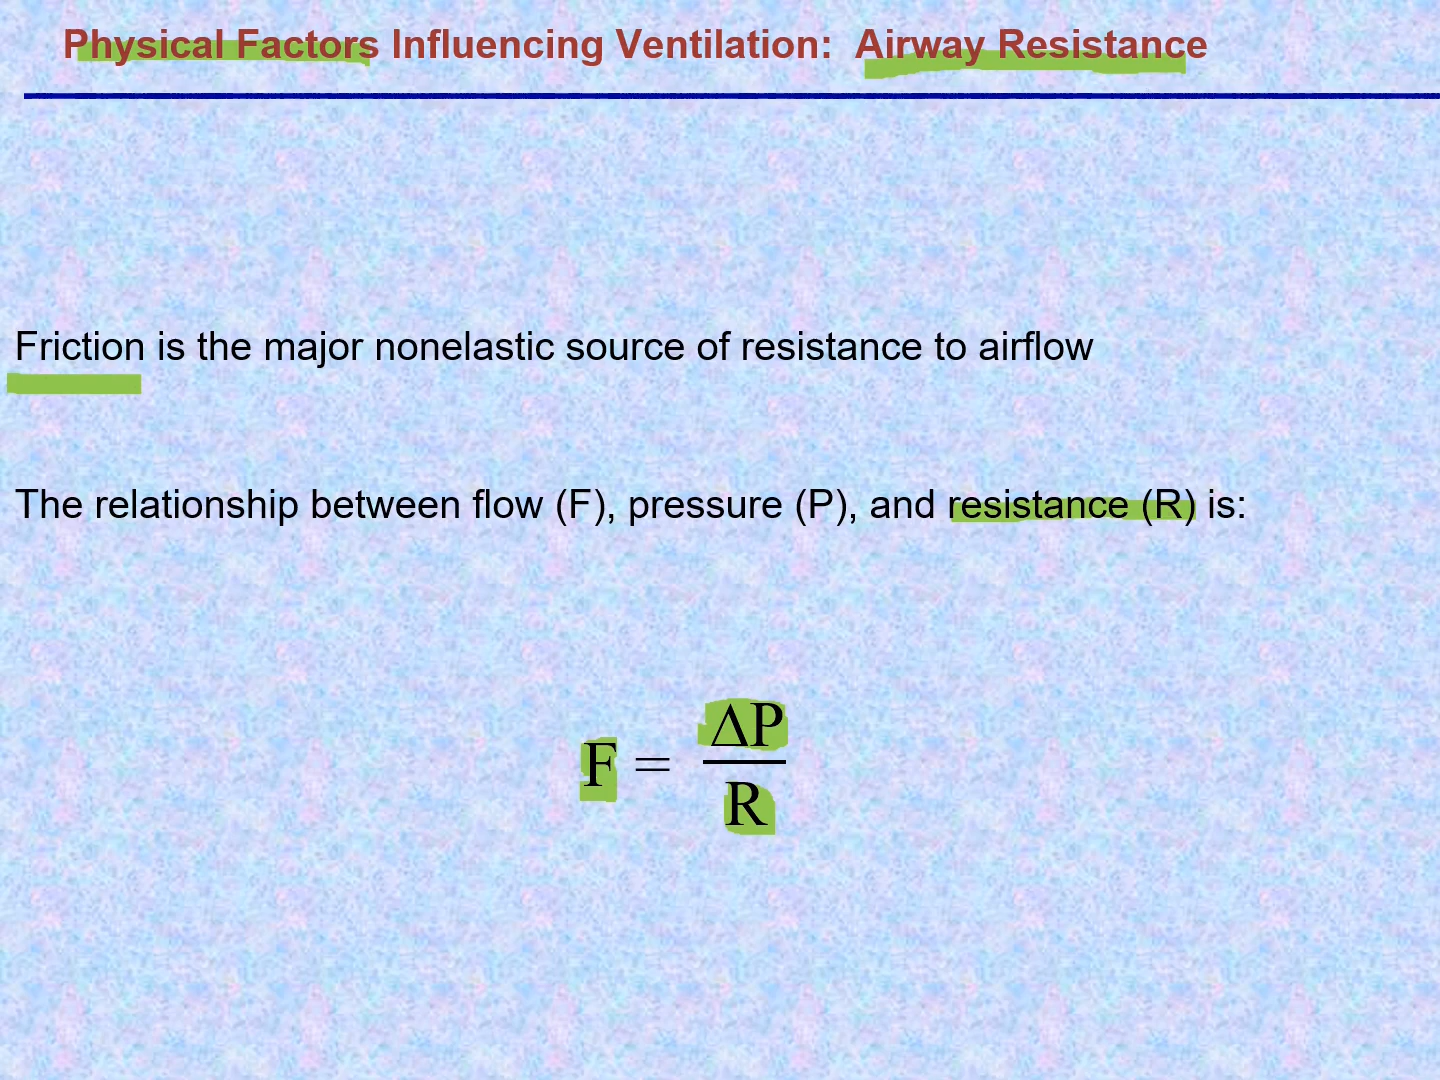 Physical Factors Influencing Ventilation:  Airway Resistance
Friction is the major nonelastic source of resistance to airflow
The relationship between flow (F), pressure (P), and resistance (R) is:
F = ΔP
R